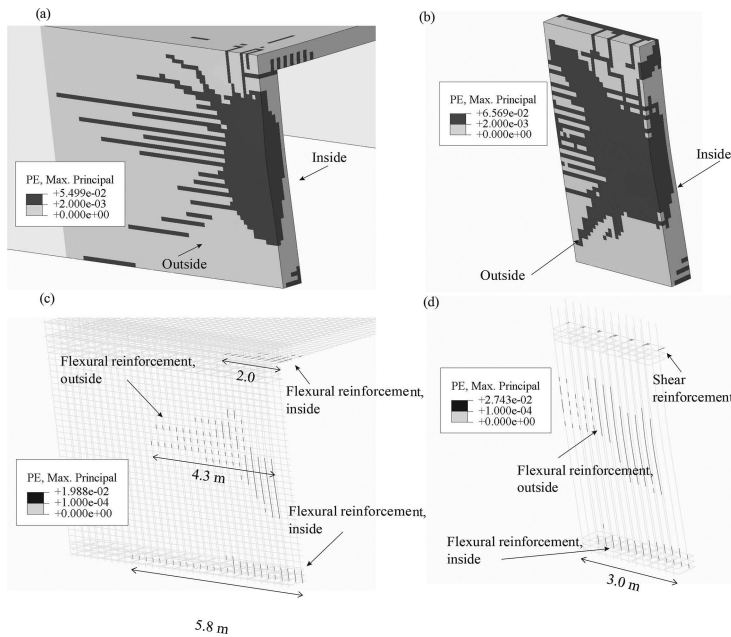 (a)
PE, Max. Principal
+5.499e-02
+2.000e-03
+0.000e+00
Inside
Outside
(b)
PE, Max. Principal
+6.569e-02
+2.000e-03
+0.000e+00
Inside
Outside
(c)
Flexural reinforcement,
outside
2.0
Flexural reinforcement,
inside
4.3 m
PE, Max. Principal
+1.988e-02
+1.000e-04
+0.000e+00
Flexural reinforcement,
inside
5.8 m
(d)
PE, Max. Principal
+2.743e-02
+1.000e-04
+0.000e+00
Shear
reinforcement
Flexural reinforcement,
outside
Flexural reinforcement,
inside
3.0 m